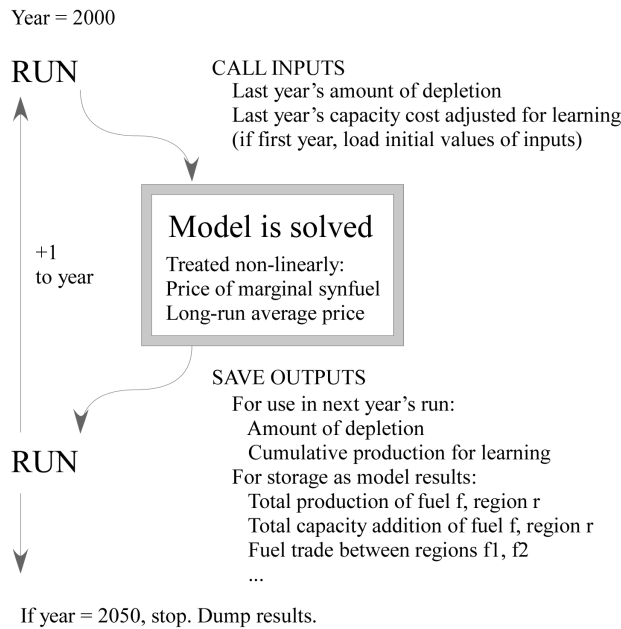 Year = 2000
RUN
CALL INPUTS
Last year's amount of depletion
Last year's capacity cost adjusted for learning
(if first year, load initial values of inputs)
Model is solved
Treated non-linearly:
Price of marginal synfuel
Long-run average price
+1
to year
SAVE OUTPUTS
For use in next year's run:
Amount of depletion
Cumulative production for learning
For storage as model results:
Total production of fuel f, region r
Total capacity addition of fuel f, region r
Fuel trade between regions f1, f2
...
RUN
If year = 2050, stop. Dump results.